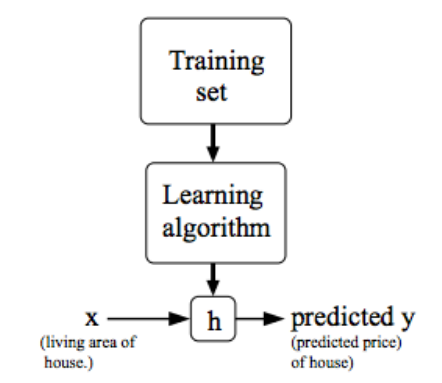 Training
set
Learning
algorithm
x
h
predicted y
(living area of
house.)
(predicted price)
of house)